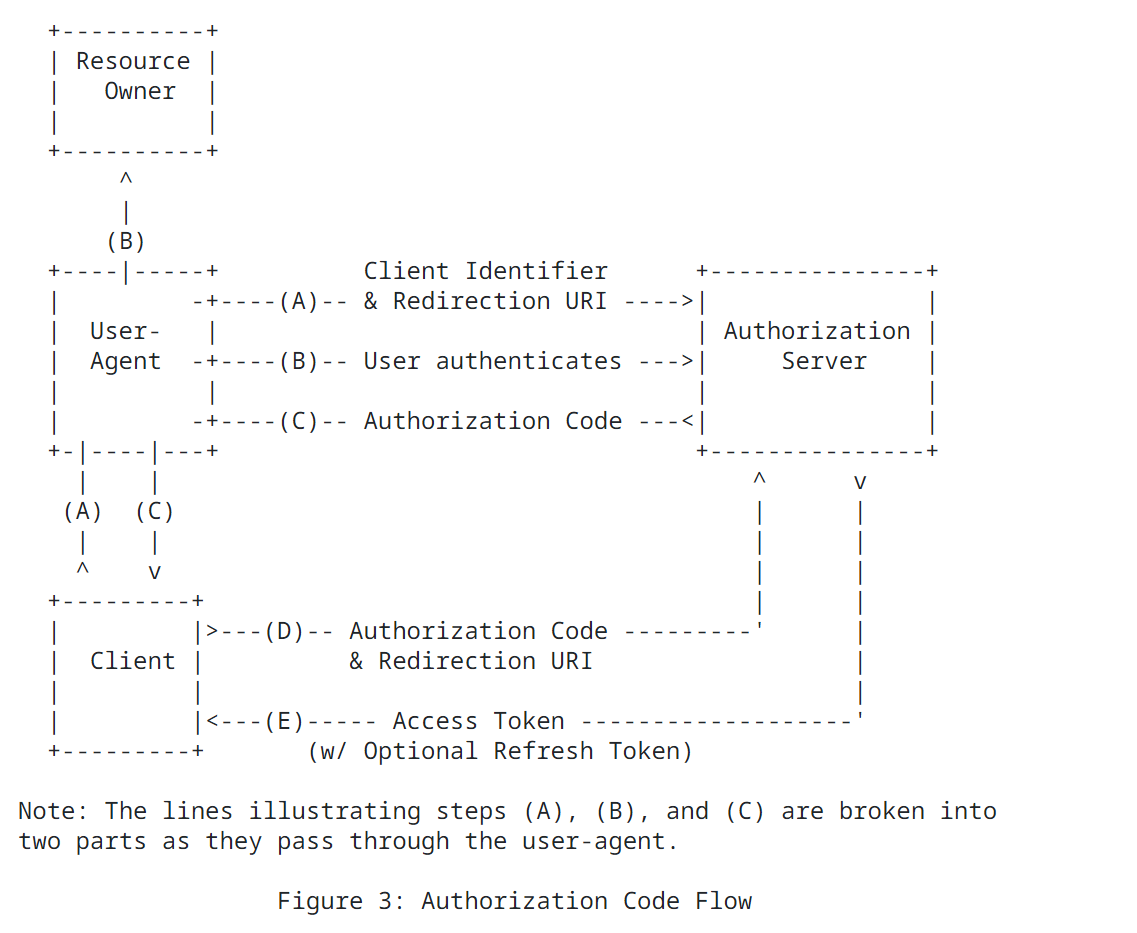 +----------+
| Resource |
|   Owner  |
|          |
+----------+
     ^
     |
    (B)
+----|-----+          Client Identifier      +---------------+
|         -+----(A)-- & Redirection URI ---->|               |
|  User-   |                                 | Authorization |
|  Agent  -+----(B)-- User authenticates --->|     Server    |
|          |                                 |               |
|         -+----(C)-- Authorization Code ---<|               |
+-|----|---+                                 +---------------+
  |    |                                         ^      v
 (A)  (C)                                        |      |
  |    |                                         |      |
  ^    v                                         |      |
+---------+                                      |      |
|         |>---(D)-- Authorization Code ---------'      |
|  Client |          & Redirection URI                  |
|         |                                             |
|         |<---(E)----- Access Token -------------------'
+---------+       (w/ Optional Refresh Token)
Note: The lines illustrating steps (A), (B), and (C) are broken into
two parts as they pass through the user-agent.
Figure 3: Authorization Code Flow